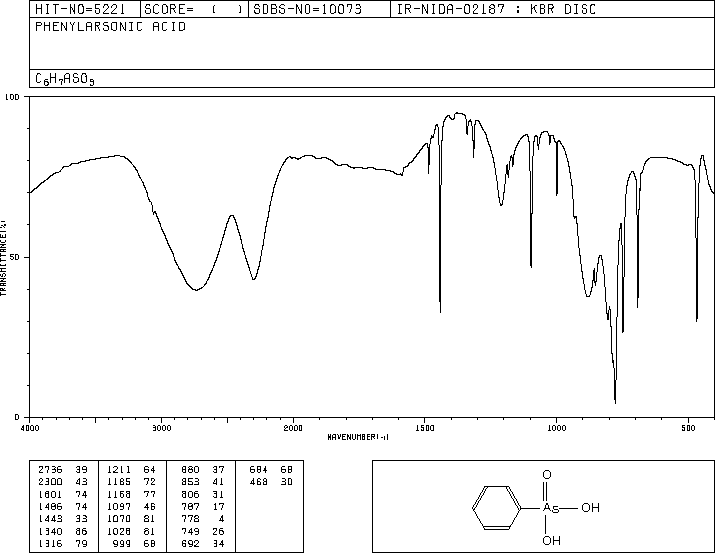 HIT-NO=5221 SCORE= ( ) SDBS-NO=10073 IR-NIDA-02187 : KBR DISC
PHENYLARSONIC ACID
C6H7ASO3
100
50
0
TRANSMITTANCE(%)
4000 3000 2000 1500 1000 500
WAVENUMBER(-1)
2736 39 1211 64 880 37 684 68
2300 43 1185 72 853 41 468 30
1601 74 1168 77 806 31
1486 74 1097 46 787 17
1443 33 1070 81 778 4
1340 86 1028 81 749 26
1316 79 999 68 692 34
O
As OH
OH